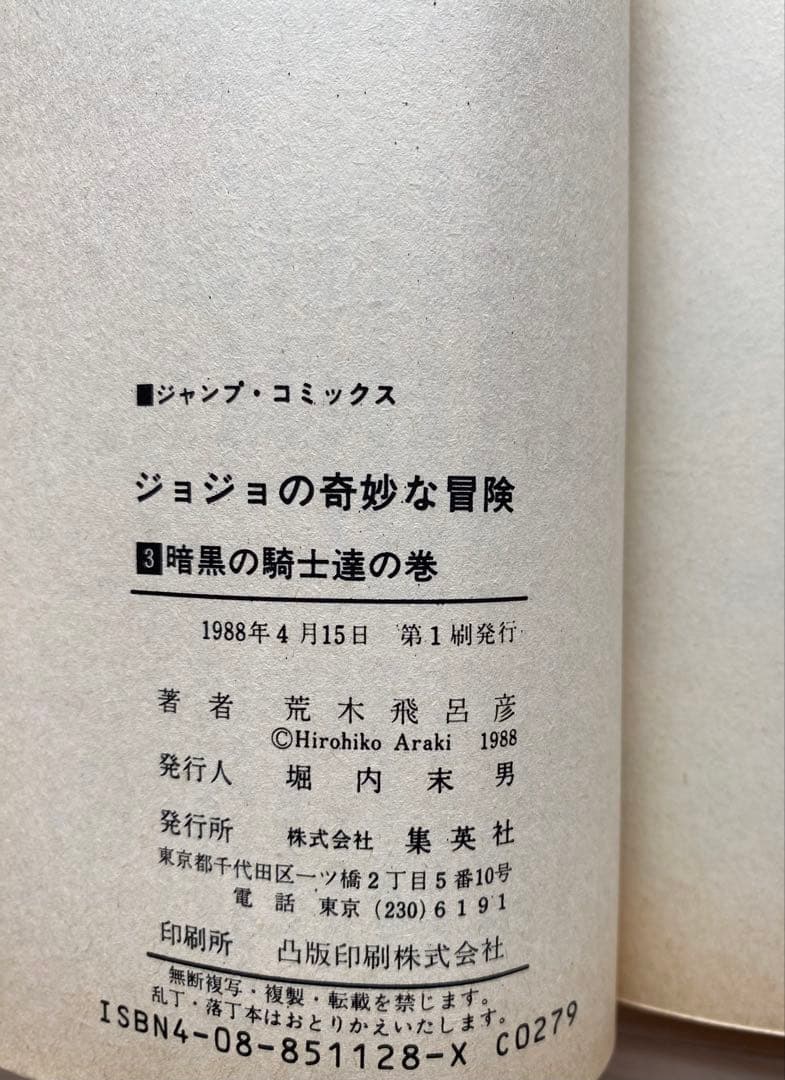 ■ジャンプ・コミックス
ジョジョの奇妙な冒険
3暗黒の騎士達の巻
1988年4月15日 第1刷発行
著者 荒木飛呂彦
©Hirohiko Araki 1988
発行人 堀内末男
発行所 株式会社 集英社
東京都千代田区一ツ橋2丁目5番10号
電話 東京(230)6191
印刷所 凸版印刷株式会社
無断複写・複製・転載を禁じます。
乱丁・落丁本はおとりかえいたします。
ISBN4-08-851128-X C0279